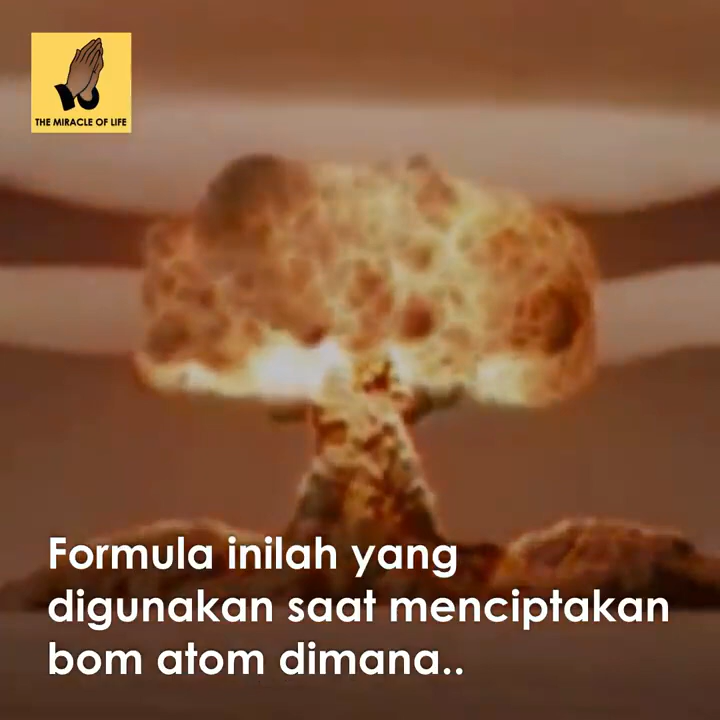 THE MIRACLE OF LIFE
Formula inilah yang
digunakan saat menciptakan
bom atom dimana..